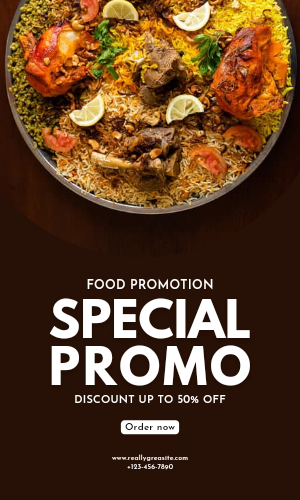 FOOD PROMOTION
SPECIAL
PROMO
DISCOUNT UP TO 50% OFF
Order now
www.reallygreasite.com
+123-456-7890